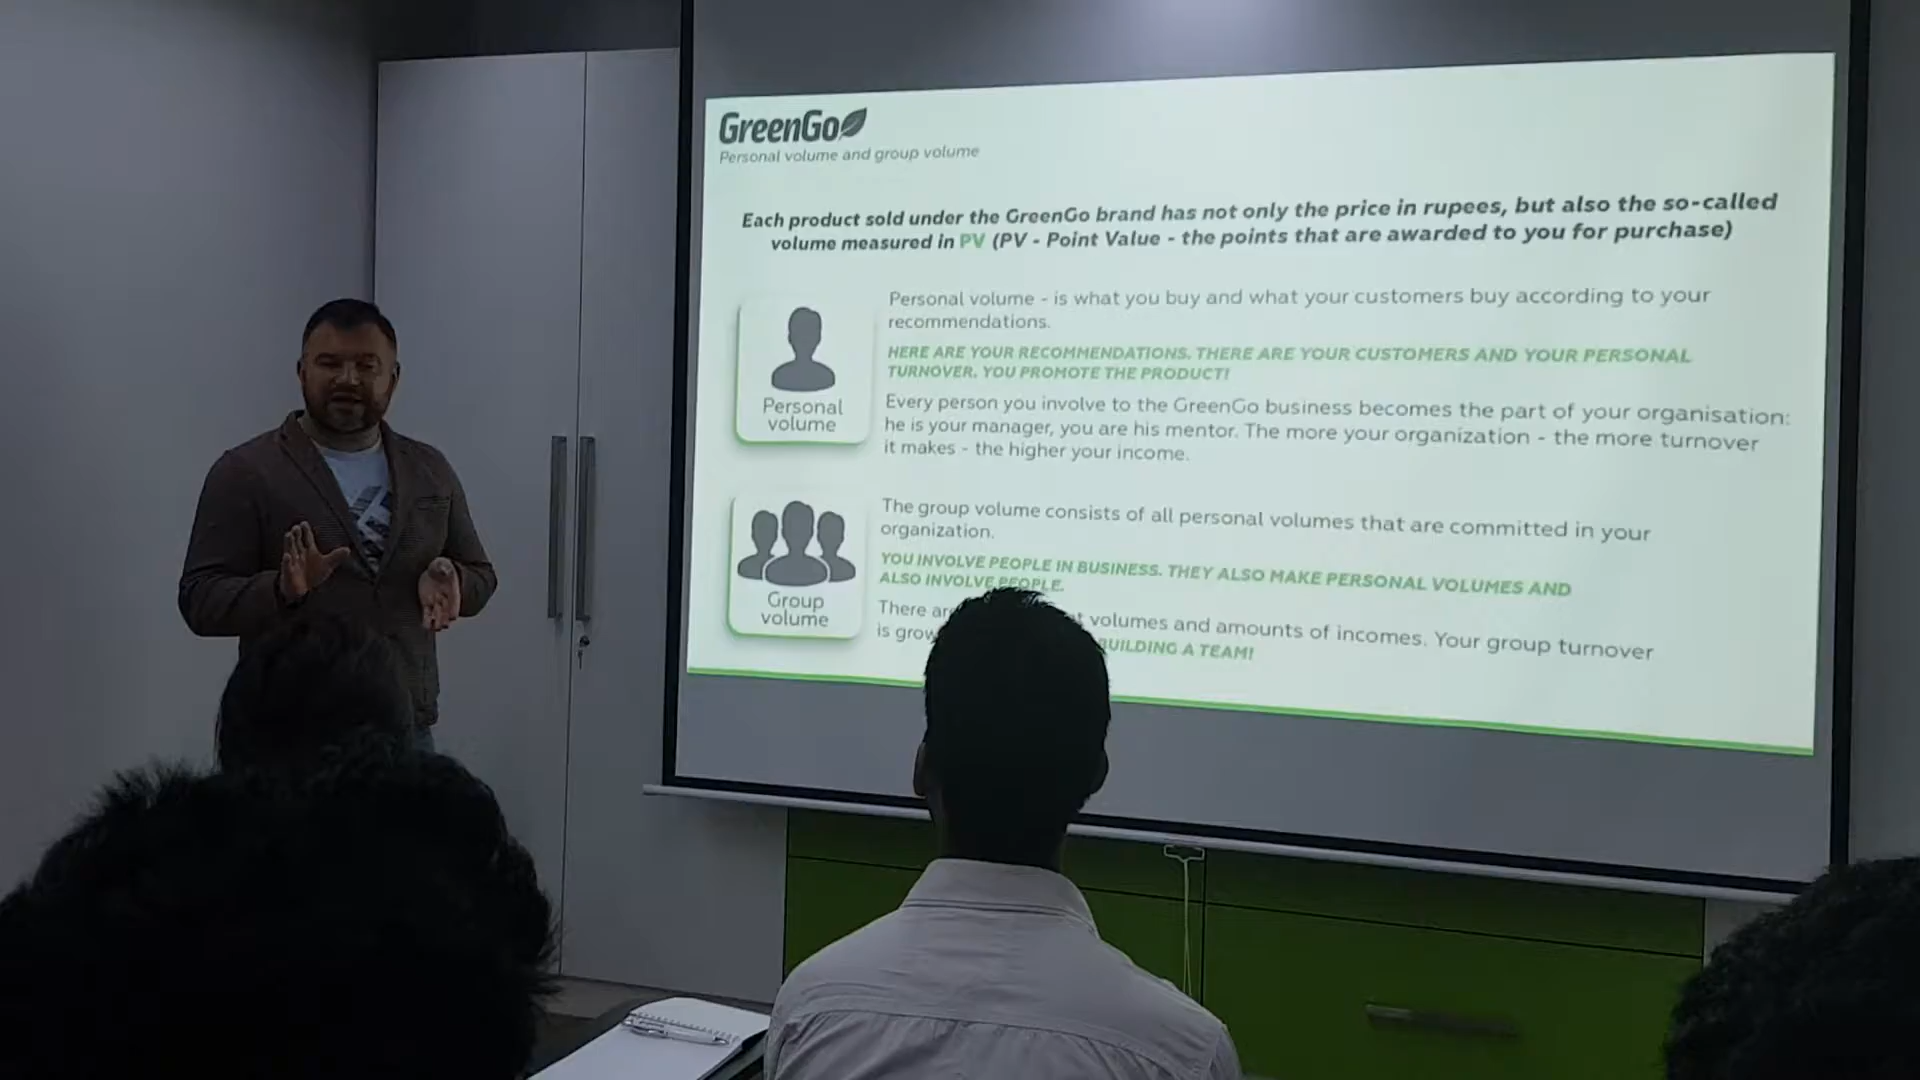 GreenGo
Personal volume and group volume
Each product sold under the GreenGo brand has not only the price in rupees, but also the so-called
volume measured in PV (PV - Point Value - the points that are awarded to you for purchase)
Personal volume - is what you buy and what your customers buy according to your
recommendations.
HERE ARE YOUR RECOMMENDATIONS. THERE ARE YOUR CUSTOMERS AND YOUR PERSONAL
TURNOVER. YOU PROMOTE THE PRODUCT!
Personal
volume
Every person you involve to the GreenGo business becomes the part of your organisation:
he is your manager, you are his mentor. The more your organization - the more turnover
it makes - the higher your income.
The group volume consists of all personal volumes that are committed in your
organization.
YOU INVOLVE PEOPLE IN BUSINESS. THEY ALSO MAKE PERSONAL VOLUMES AND
ALSO INVOLVE PEOPLE.
Group
volume
There volumes and amounts of incomes. Your group turnover
is BUILDING A TEAM!